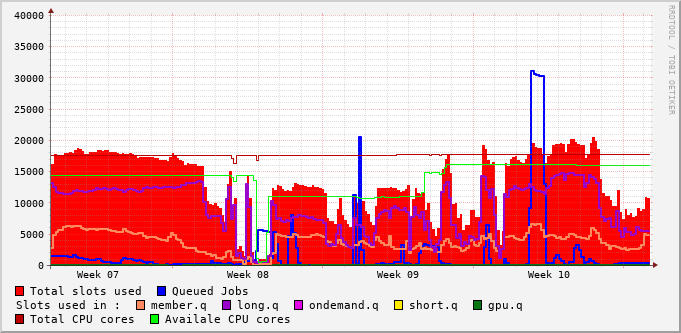 40000
35000
30000
25000
20000
15000
10000
5000
0
Week 07 Week 08 Week 09 Week 10
RRDTOOL / TOBI OETIKER
Total slots used Queued Jobs
Slots used in : member.q long.q ondemand.q short.q gpu.q
Total CPU cores Availale CPU cores